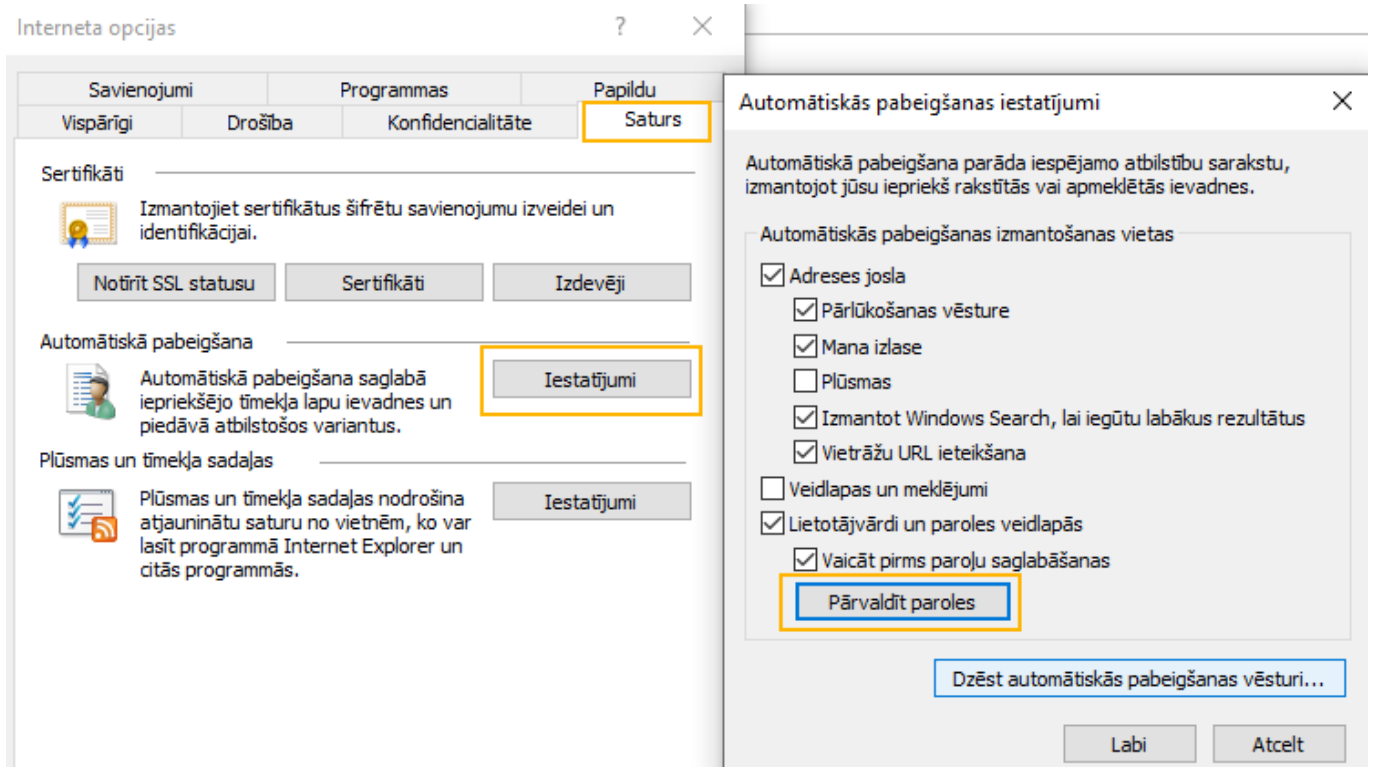 Interneta opcijas
?
Savienojumi Programmas Papildu
Vispārīgi Drošība Konfidencialitāte Saturs
Sertifikāti
Izmantojiet sertifikātus šifrētu savienojumu izveidei un
identifikācijai.
Notīrīt SSL statusu Sertifikāti Izdevēji
Automātiskā pabeigšana
Automātiskā pabeigšana saglabā
iepriekšējo tīmekļa lapu ievadnes un
piedāvā atbilstošos variantus.
Iestatījumi
Plūsmas un tīmekļa sadaļas
Plūsmas un tīmekļa sadaļas nodrošina
atjauninātu saturu no vietnēm, ko var
lasīt programmā Internet Explorer un
citās programmās.
Iestatījumi
Automātiskās pabeigšanas iestatījumi
Automātiskā pabeigšana parāda iespējamo atbilstību sarakstu,
izmantojot jūsu iepriekš rakstītās vai apmeklētās ievadnes.
Automātiskās pabeigšanas izmantošanas vietas
Adreses josla
Pārlūkošanas vēsture
Mana izlase
Plūsmas
Izmantot Windows Search, lai iegūtu labākus rezultātus
Vietrāžu URL ieteikšana
Veidlapas un meklējumi
Lietotājvārdi un paroles veidlapās
Vaicāt pirms paroļu saglabāšanas
Pārvaldīt paroles
Dzēst automātiskās pabeigšanas vēsturi...
Labi Atcelt